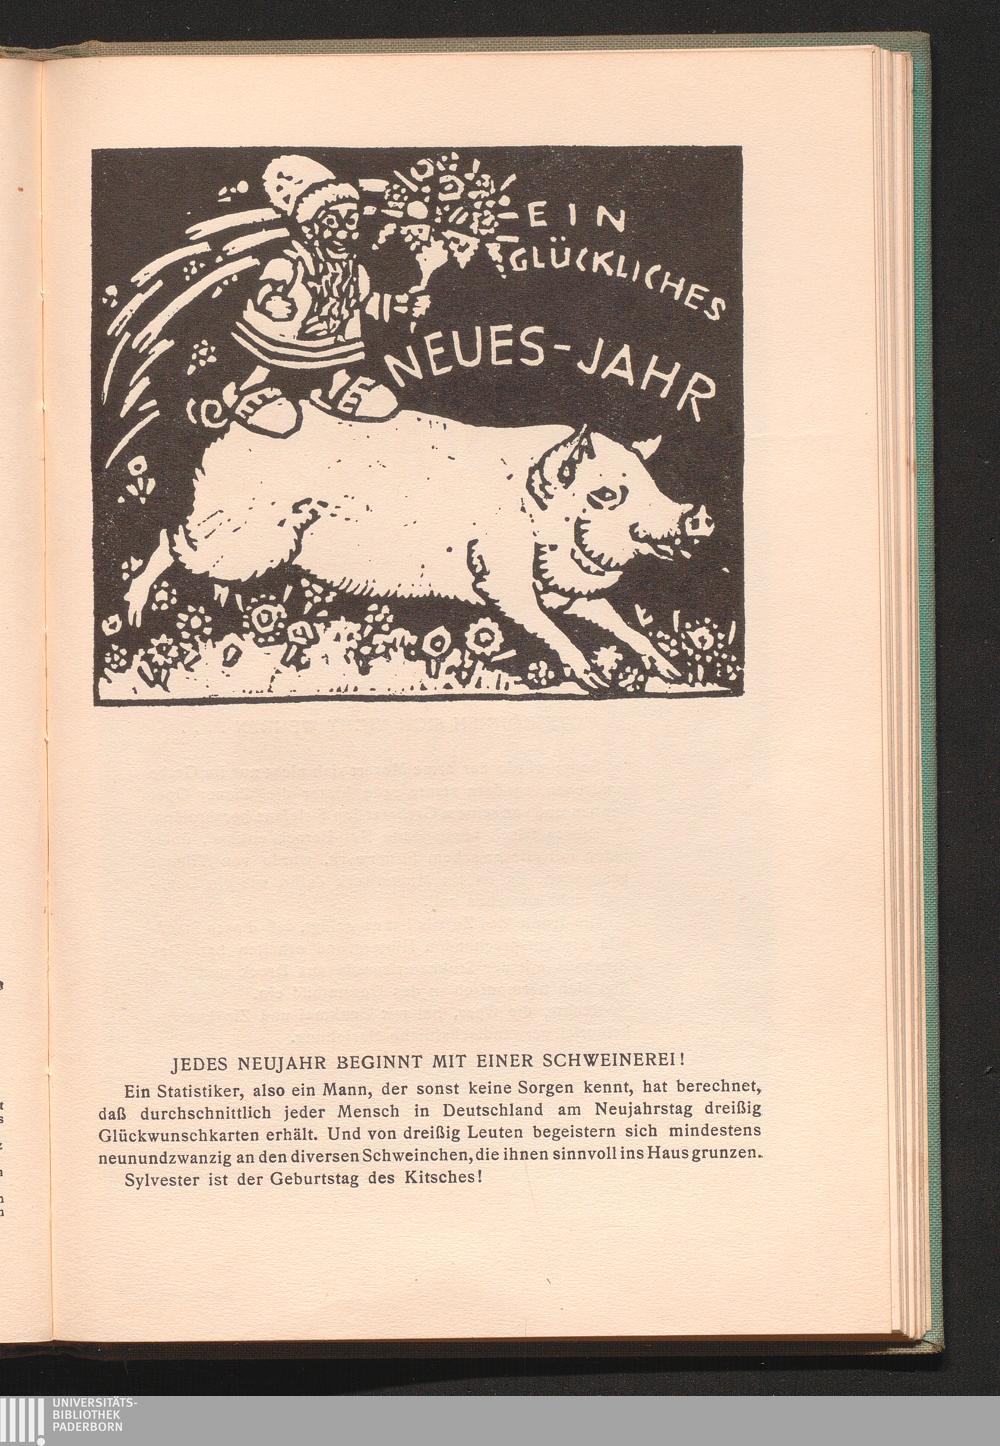 EIN
GLÜCKLICHES
NEUES-JAHR
JEDES NEUJAHR BEGINNT MIT EINER SCHWEINEREI!
Ein Statistiker, also ein Mann, der sonst keine Sorgen kennt, hat berechnet,
daß durchschnittlich jeder Mensch in Deutschland am Neujahrstag dreißig
Glückwunschkarten erhält. Und von dreißig Leuten begeistern sich mindestens
neunundzwanzig an den diversen Schweinchen, die ihnen sinnvoll ins Haus grunzen.
Sylvester ist der Geburtstag des Kitsches!
UNIVERSITÄTS-
BIBLIOTHEK
PADERBORN